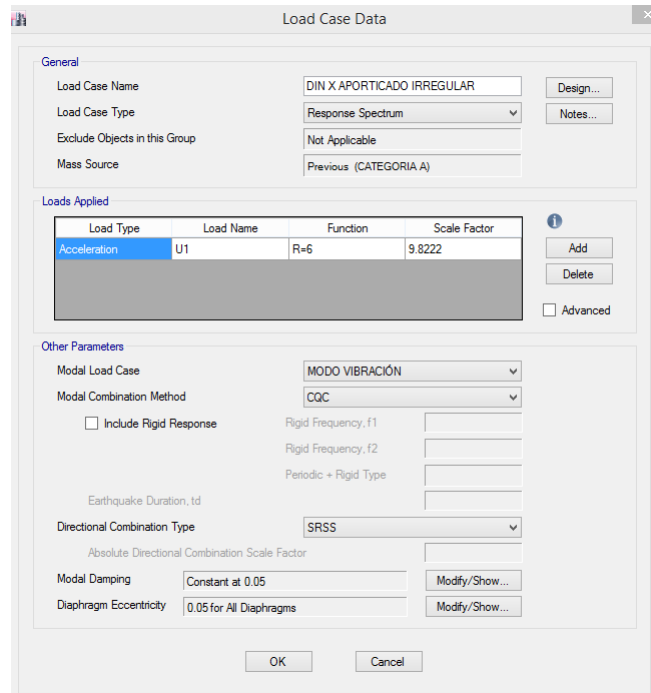 Load Case Data
General
Load Case Name DIN X APORTICADO IRREGULAR Design...
Load Case Type Response Spectrum Notes...
Exclude Objects in this Group Not Applicable
Mass Source Previous (CATEGORIA A)
Loads Applied
Load Type Load Name Function Scale Factor
Acceleration U1 R=6 9.8222 Add
Delete
Advanced
Other Parameters
Modal Load Case MODO VIBRACIÓN
Modal Combination Method CQC
Include Rigid Response Rigid Frequency, f1
Rigid Frequency, f2
Periodic + Rigid Type
Earthquake Duration, td
Directional Combination Type SRSS
Absolute Directional Combination Scale Factor
Modal Damping Constant at 0.05 Modify/Show...
Diaphragm Eccentricity 0.05 for All Diaphragms Modify/Show...
OK Cancel